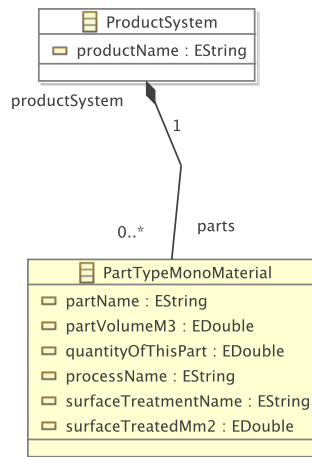 ProductSystem
productName : EString
productSystem
1
0..*
parts
PartTypeMonoMaterial
partName : EString
partVolumeM3 : EDouble
quantityOfThisPart : EDouble
processName : EString
surfaceTreatmentName : EString
surfaceTreatedMm2 : EDouble